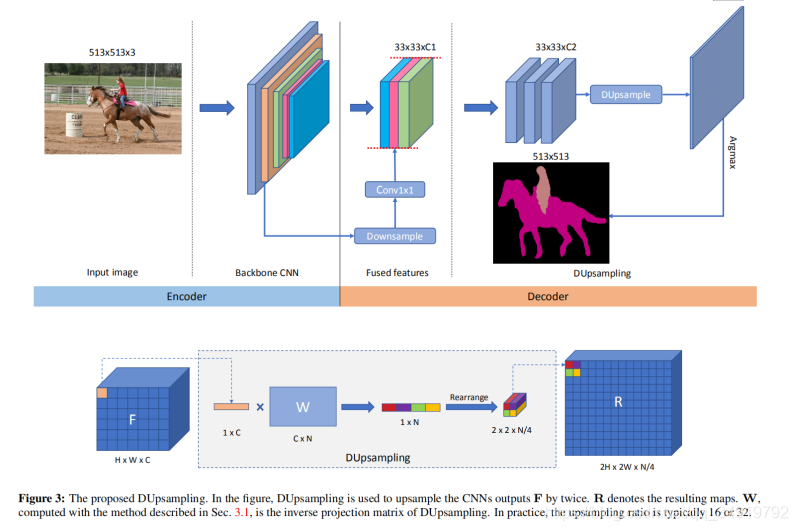 513x513x3
33x33xC1
33x33xC2
DUpsample
Argmax
513x513
Conv1x1
Downsample
Input image
Backbone CNN
Fused features
DUpsampling
Encoder
Decoder
F
H x W x C
1 x C
x
W
C x N
1 x N
Rearrange
2 x 2 x N/4
DUpsampling
R
2H x 2W x N/4
Figure 3: The proposed DUpsampling. In the figure, DUpsampling is used to upsample the CNNs outputs F by twice. R denotes the resulting maps. W,
computed with the method described in Sec. 3.1, is the inverse projection matrix of DUpsampling. In practice, the upsampling ratio is typically 16 or 32.